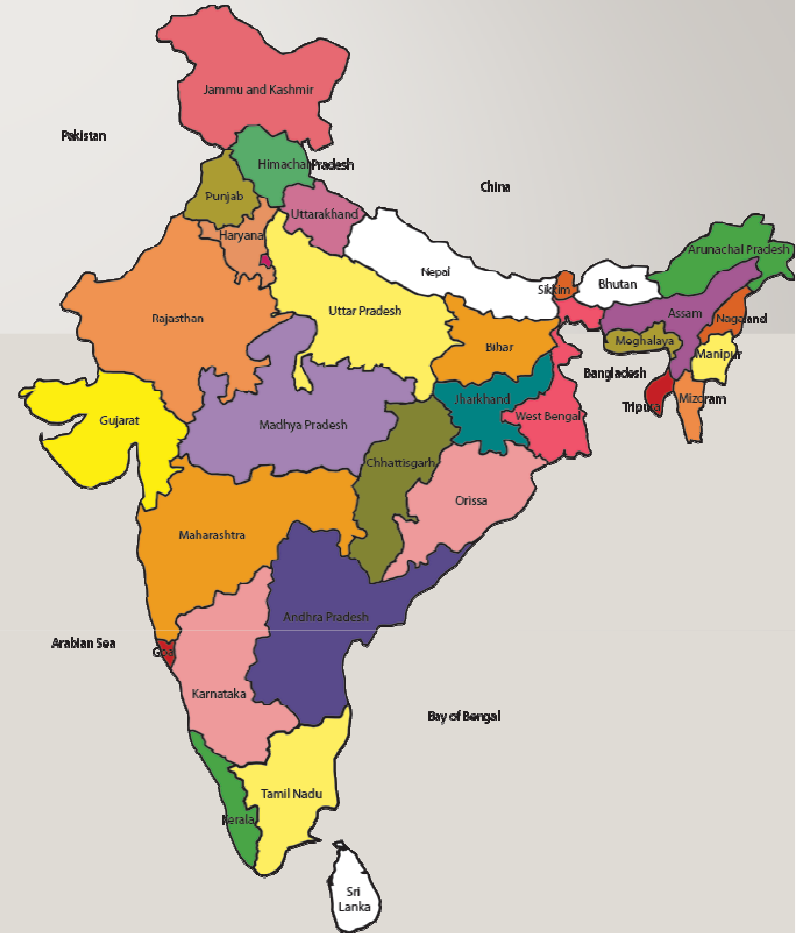 Jammu and Kashmir
Pakistan
Himachal Pradesh
China
Punjab
Uttarakhand
Haryana
Arunachal Pradesh
Nepal
Sikkim
Bhutan
Uttar Pradesh
Assam
Rajasthan
Nagaland
Bihar
Meghalaya
Manipur
Bangladesh
Jharkhand
Mizoram
Tripura
West Bengal
Gujarat
Madhya Pradesh
Chhattisgarh
Orissa
Maharashtra
Andhra Pradesh
Arabian Sea
Goa
Karnataka
Bay of Bengal
Tamil Nadu
Kerala
Sri
Lanka